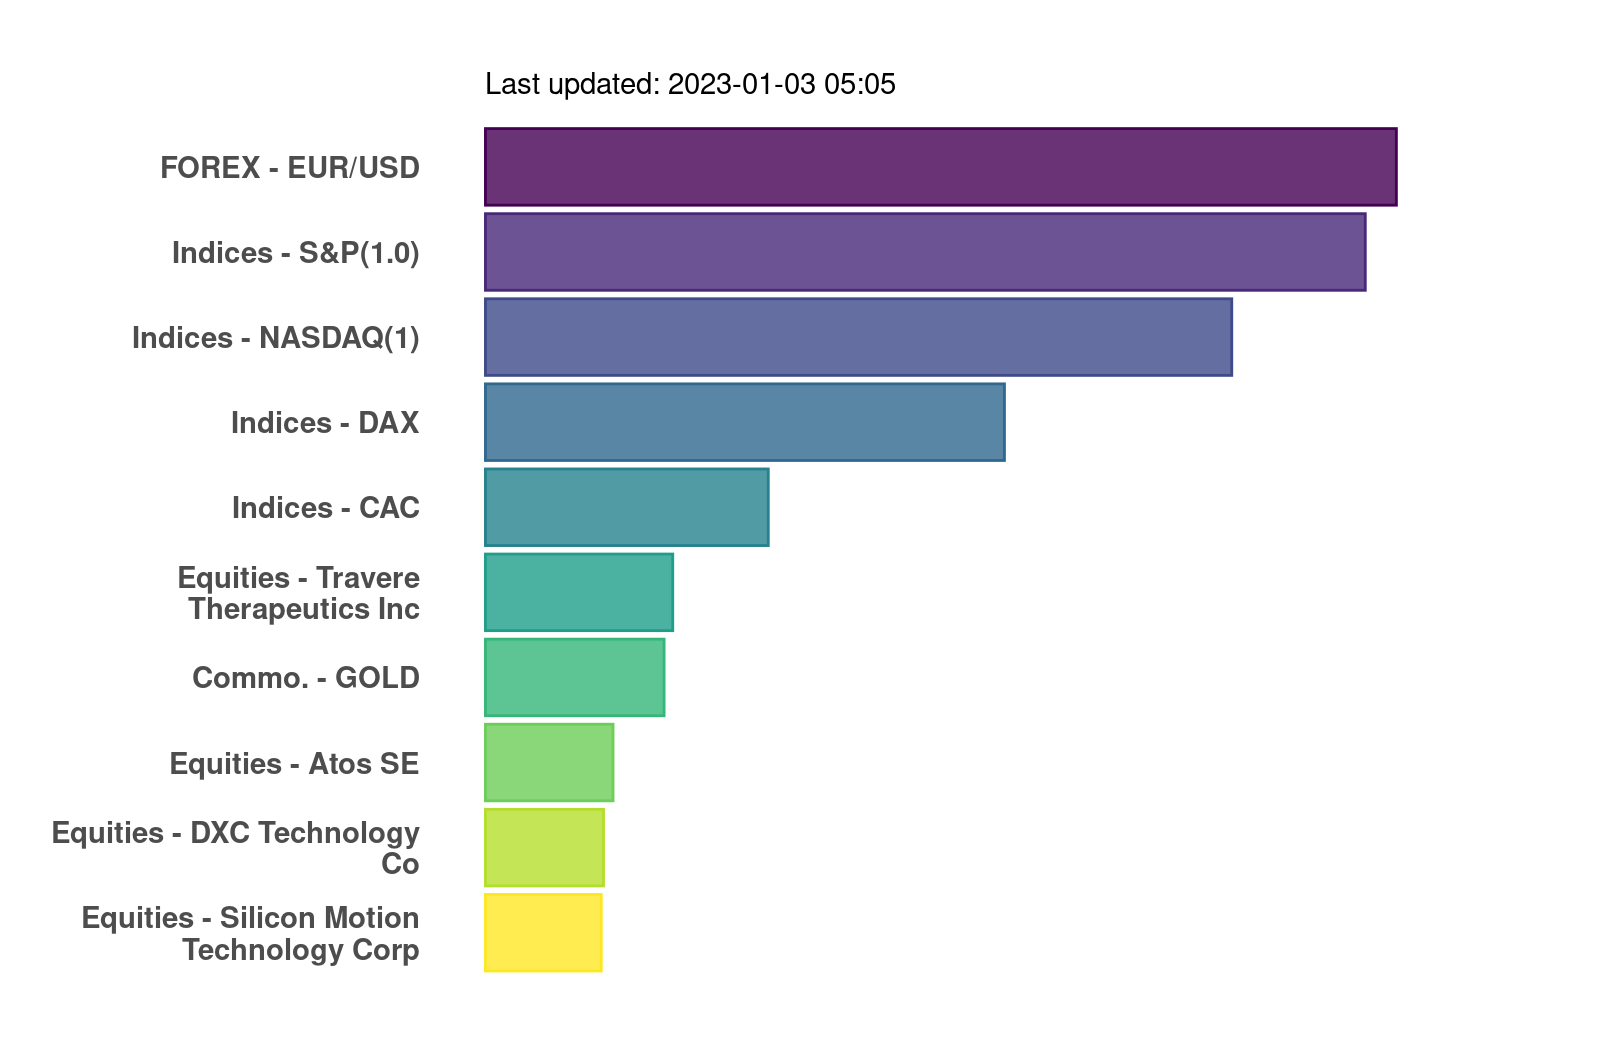 Last updated: 2023-01-03 05:05
FOREX - EUR/USD
Indices - S&P(1.0)
Indices - NASDAQ(1)
Indices - DAX
Indices - CAC
Equities - Travere
Therapeutics Inc
Commo. - GOLD
Equities - Atos SE
Equities - DXC Technology
Co
Equities - Silicon Motion
Technology Corp